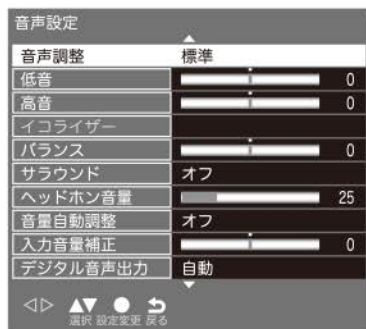 音声設定
音声調整 標準
低音 0
高音 0
イコライザー
バランス 0
サラウンド オフ
ヘッドホン音量 25
音量自動調整 オフ
入力音量補正 0
デジタル音声出力 自動
選択 設定変更 戻る